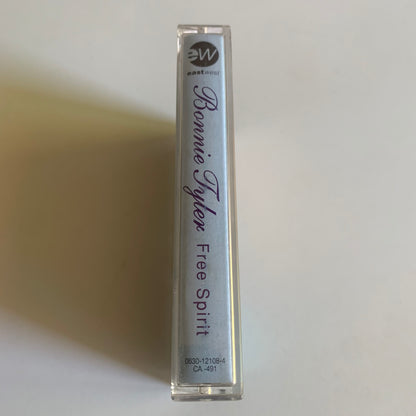 ew
eastwest
Bonnie Tyler Free Spirit
0630-12108-4
CA -491